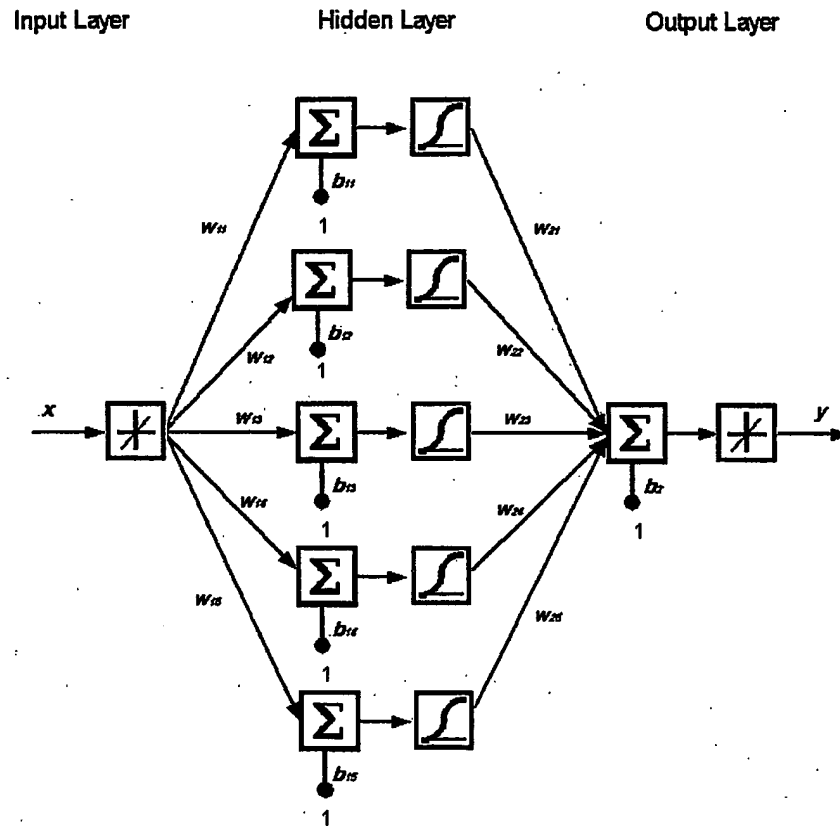 Input Layer Hidden Layer Output Layer
Σ
b11
1
w11
w21
Σ
b12
1
w12
w22
x
w13
Σ
w23
Σ
y
b13
1
b2
1
w14
w24
Σ
b14
1
w15
w25
Σ
b15
1